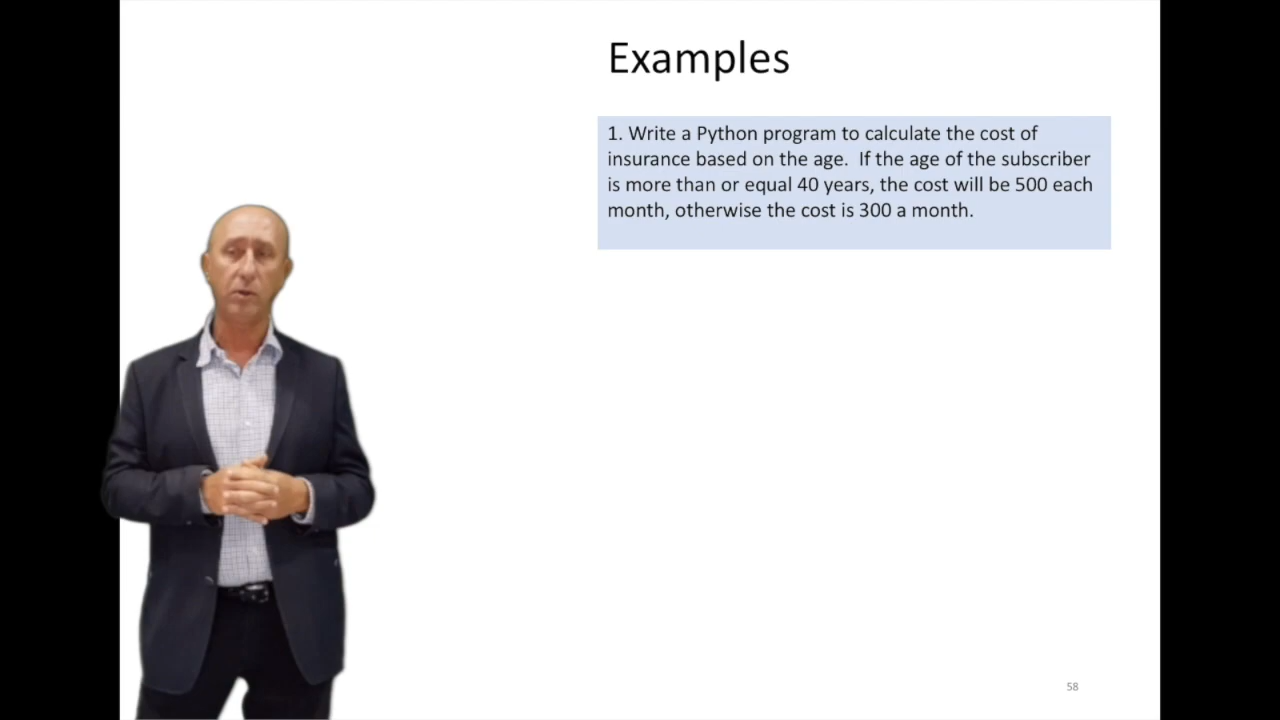 Examples
1. Write a Python program to calculate the cost of
insurance based on the age.  If the age of the subscriber
is more than or equal 40 years, the cost will be 500 each
month, otherwise the cost is 300 a month.
58